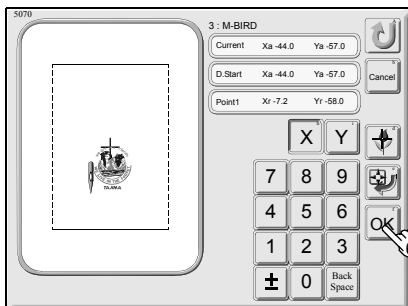 5070
3 : M-BIRD
Current Xa -44.0 Ya -57.0
D.Start Xa -44.0 Ya -57.0
Cancel
Point1 Xr -7.2 Yr -58.0
X Y
7 8 9
4 5 6
OK
1 2 3
± 0 Back Space
TAJIMA